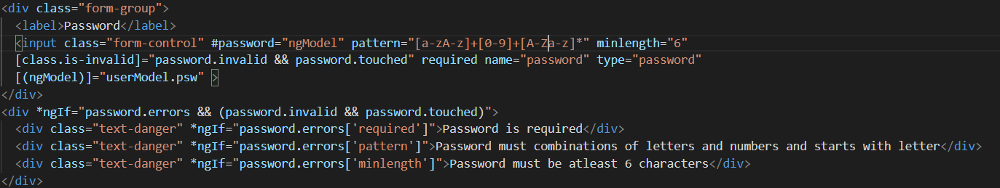 <div class="form-group">
<label>Password</label>
<input class="form-control" #password="ngModel" pattern="[a-zA-z]+[0-9]+[A-Za-z]*" minlength="6"
[class.is-invalid]="password.invalid && password.touched" required name="password" type="password"
[(ngModel)]="userModel.psw" >
</div>
<div *ngIf="password.errors && (password.invalid && password.touched)">
<div class="text-danger" *ngIf="password.errors['required']">Password is required</div>
<div class="text-danger" *ngIf="password.errors['pattern']">Password must combinations of letters and numbers and starts with letter</div>
<div class="text-danger" *ngIf="password.errors['minlength']">Password must be atleast 6 characters</div>
</div>